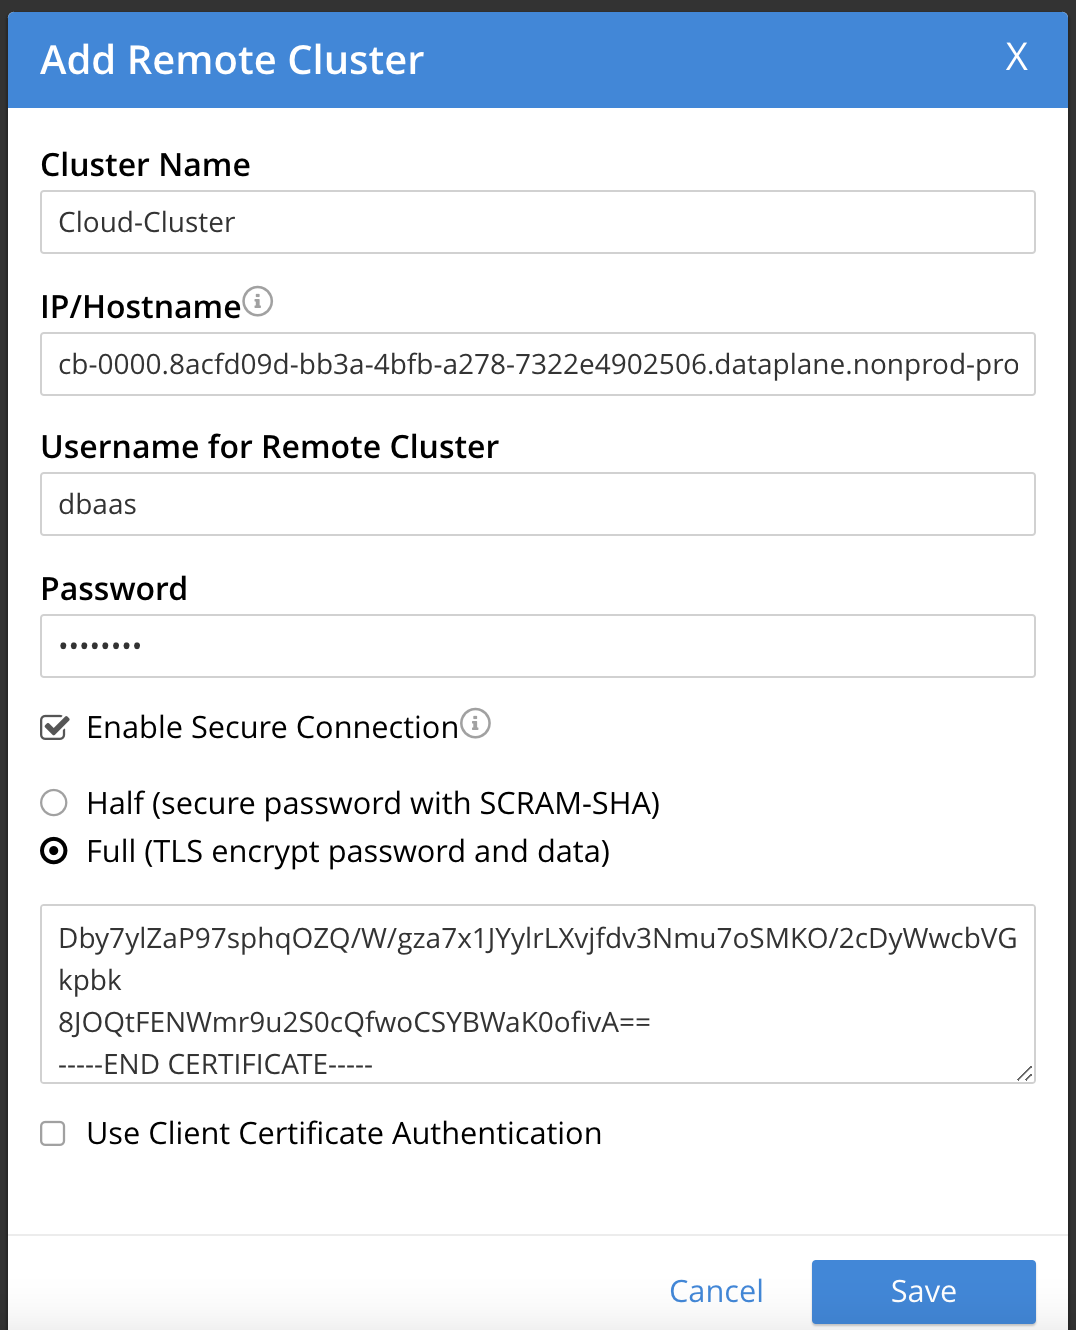 Add Remote Cluster
X
Cluster Name
Cloud-Cluster
IP/Hostname
cb-0000.8acfd09d-bb3a-4bfb-a278-7322e4902506.dataplane.nonprod-pro
Username for Remote Cluster
dbaas
Password
••••••••
Enable Secure Connection
Half (secure password with SCRAM-SHA)
Full (TLS encrypt password and data)
Dby7ylZaP97sphqOZQ/W/gza7x1JYylrLXvjfdv3Nmu7oSMKO/2cDyWwcbVG
kpbk
8JOQtFENWmr9u2S0cQfwoCSYBWaK0ofivA==
-----END CERTIFICATE-----
Use Client Certificate Authentication
Cancel
Save